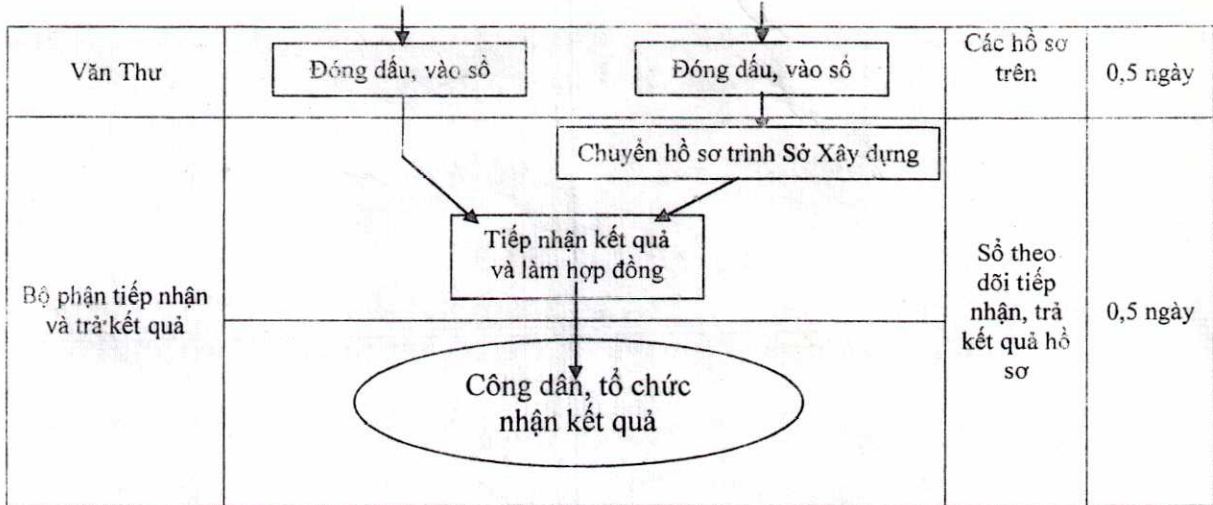 Văn Thư
Đóng dấu, vào sổ
Đóng dấu, vào sổ
Các hồ sơ
trên
0,5 ngày
Chuyển hồ sơ trình Sở Xây dựng
Tiếp nhận kết quả
và làm hợp đồng
Bộ phận tiếp nhận
và trả kết quả
Sổ theo
dõi tiếp
nhận, trả
kết quả hồ
sơ
0,5 ngày
Công dân, tổ chức
nhận kết quả